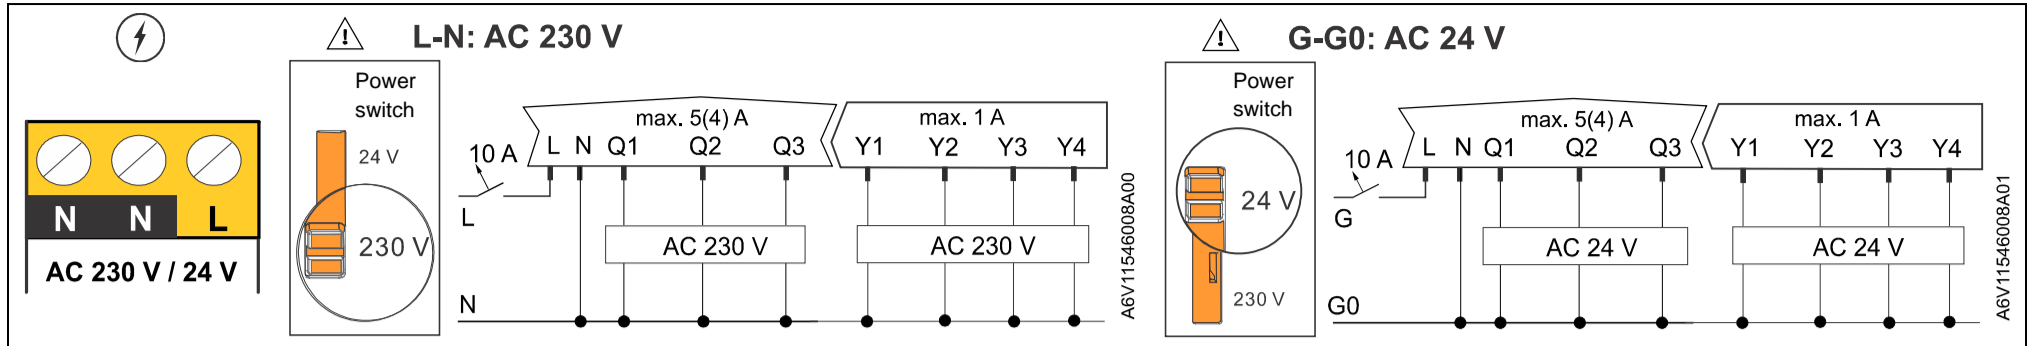 N N L
AC 230 V / 24 V
L-N: AC 230 V
Power
switch
24 V
230 V
max. 5(4) A
max. 1 A
10 A
L N Q1 Q2 Q3 Y1 Y2 Y3 Y4
L
AC 230 V
AC 230 V
N
A6V11546008A00
G-G0: AC 24 V
Power
switch
24 V
230 V
max. 5(4) A
max. 1 A
10 A
L N Q1 Q2 Q3 Y1 Y2 Y3 Y4
G
AC 24 V
AC 24 V
G0
A6V11546008A01